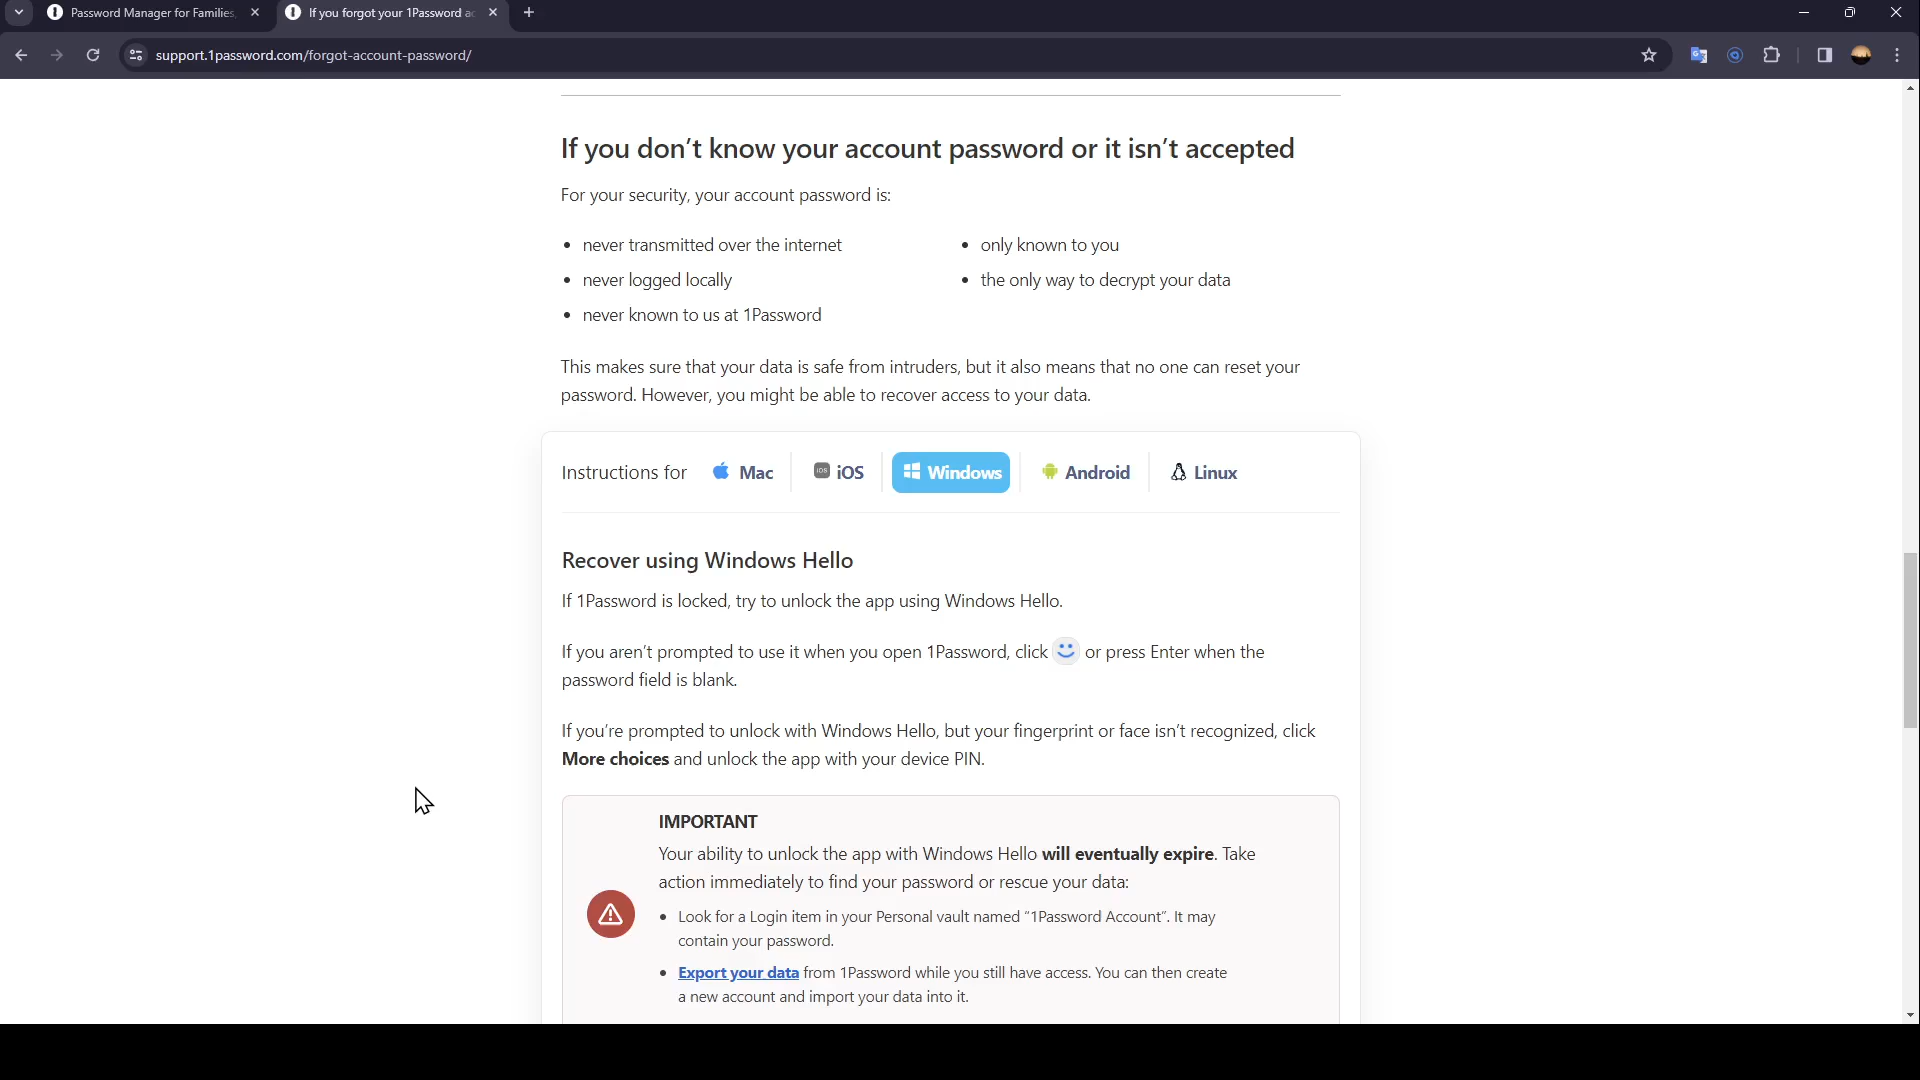 Password Manager for Families,
If you forgot your 1Password ac
support.1password.com/forgot-account-password/
If you don’t know your account password or it isn’t accepted
For your security, your account password is:
• never transmitted over the internet
• never logged locally
• never known to us at 1Password
• only known to you
• the only way to decrypt your data
This makes sure that your data is safe from intruders, but it also means that no one can reset your
password. However, you might be able to recover access to your data.
Instructions for Mac iOS Windows Android Linux
Recover using Windows Hello
If 1Password is locked, try to unlock the app using Windows Hello.
If you aren’t prompted to use it when you open 1Password, click or press Enter when the
password field is blank.
If you’re prompted to unlock with Windows Hello, but your fingerprint or face isn’t recognized, click
More choices and unlock the app with your device PIN.
IMPORTANT
Your ability to unlock the app with Windows Hello will eventually expire. Take
action immediately to find your password or rescue your data:
• Look for a Login item in your Personal vault named “1Password Account”. It may
contain your password.
• Export your data from 1Password while you still have access. You can then create
a new account and import your data into it.